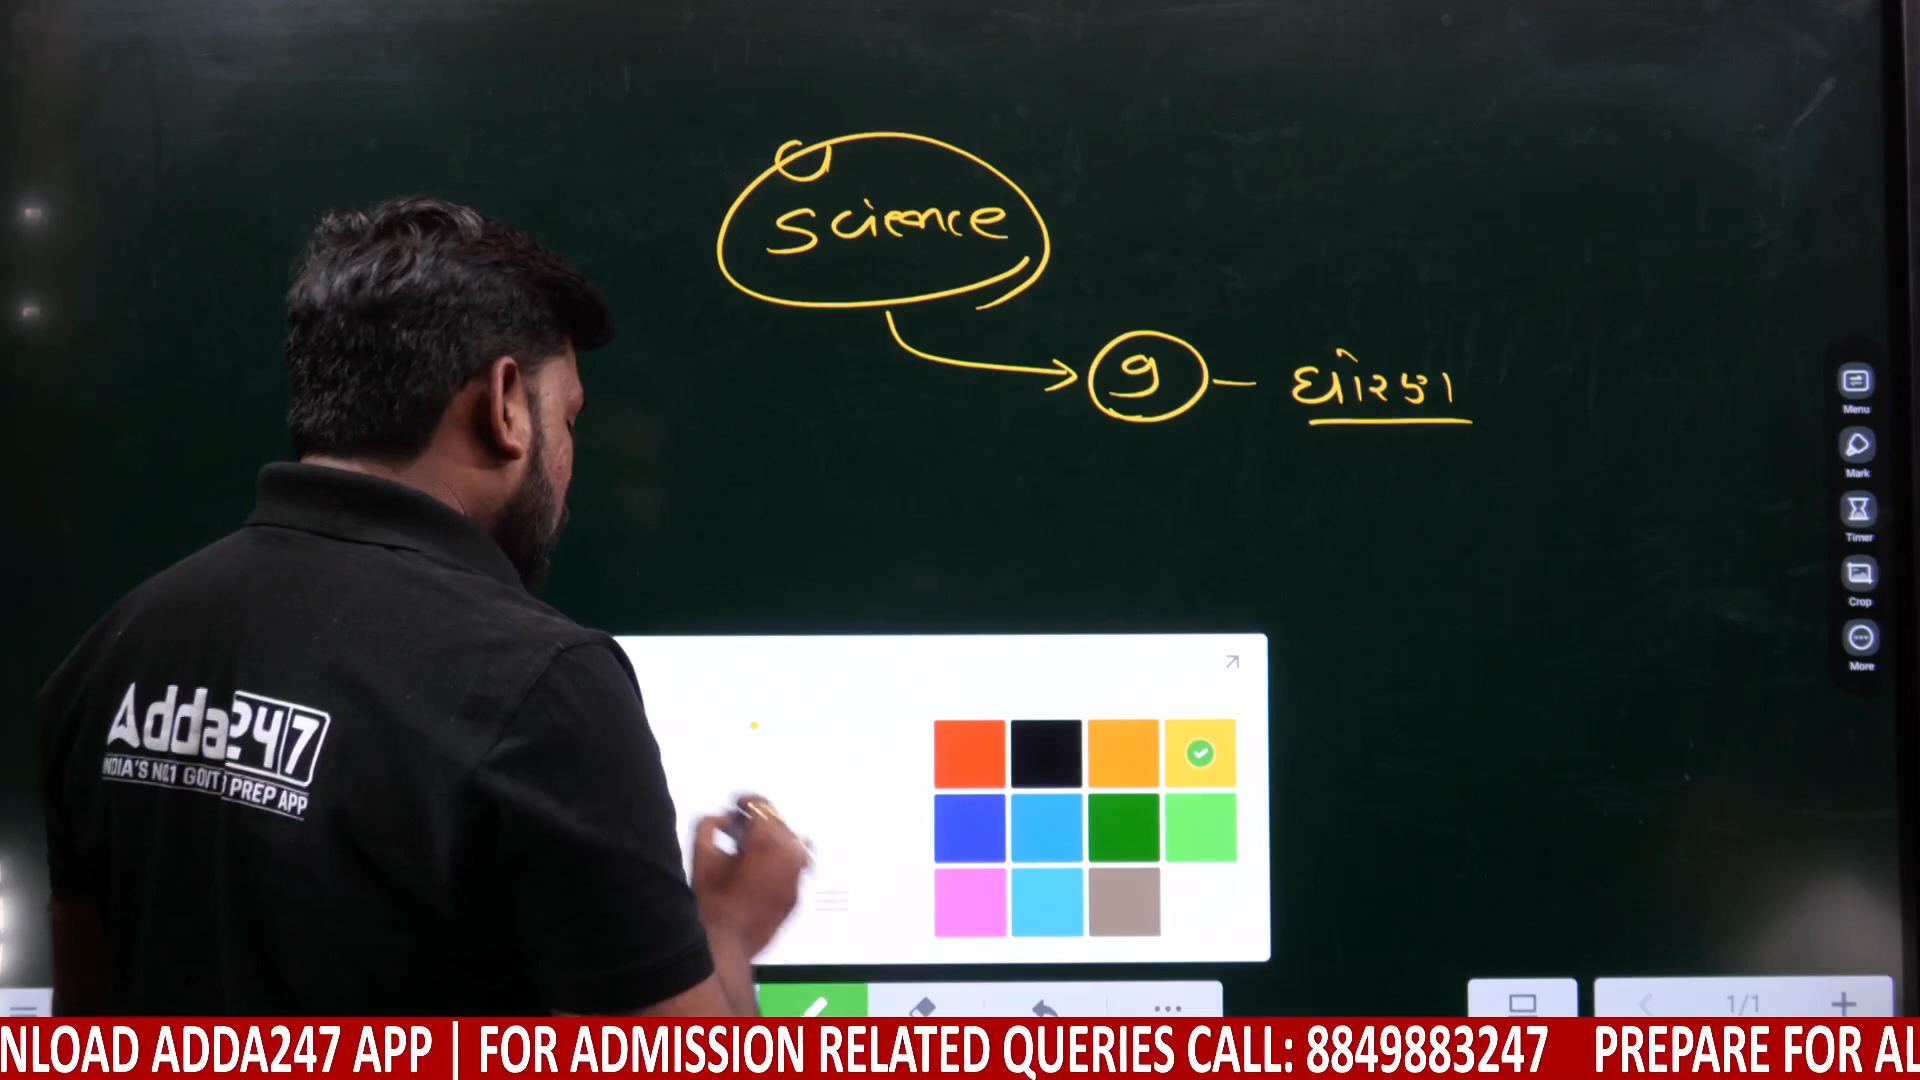 Science
9 – ધોરણ
Menu
Mark
Timer
Crop
More
Adda247
INDIA'S NO.1 GOVT PREP APP
1/1
NLOAD ADDA247 APP | FOR ADMISSION RELATED QUERIES CALL: 8849883247 PREPARE FOR AL